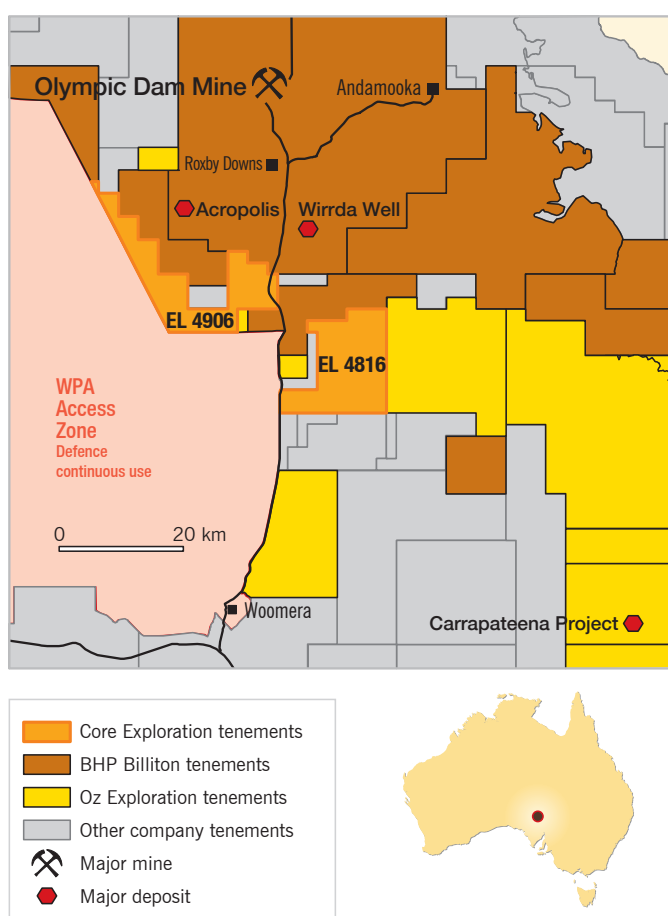 Olympic Dam Mine
Andamooka
Roxby Downs
Acropolis
Wirrda Well
EL 4906
EL 4816
WPA
Access
Zone
Defence
continuous use
0 20 km
Woomera
Carrapateena Project
Core Exploration tenements
BHP Billiton tenements
Oz Exploration tenements
Other company tenements
Major mine
Major deposit